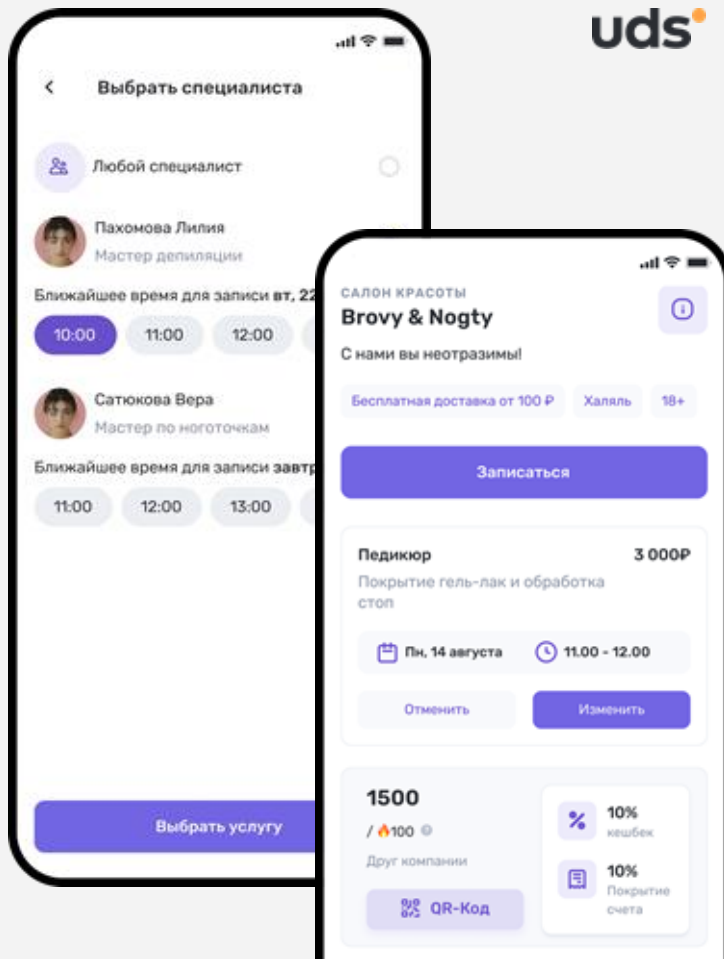 uds
Выбрать специалиста
Любой специалист
Пахомова Лилия
Мастер депиляции
Ближайшее время для записи вт, 22
10:00 11:00 12:00
Сатюкова Вера
Мастер по ноготочкам
Ближайшее время для записи завтр
11:00 12:00 13:00
Выбрать услугу
САЛОН КРАСОТЫ
Brovy & Nogty
С нами вы неотразимы!
Бесплатная доставка от 100 ₽ Халяль 18+
Записаться
Педикюр 3 000₽
Покрытие гель-лак и обработка
стоп
Пн, 14 августа 11.00 - 12.00
Отменить Изменить
1500
/ 🔥100
Друг компании
QR-Код
10%
кешбек
10%
Покрытие
счета